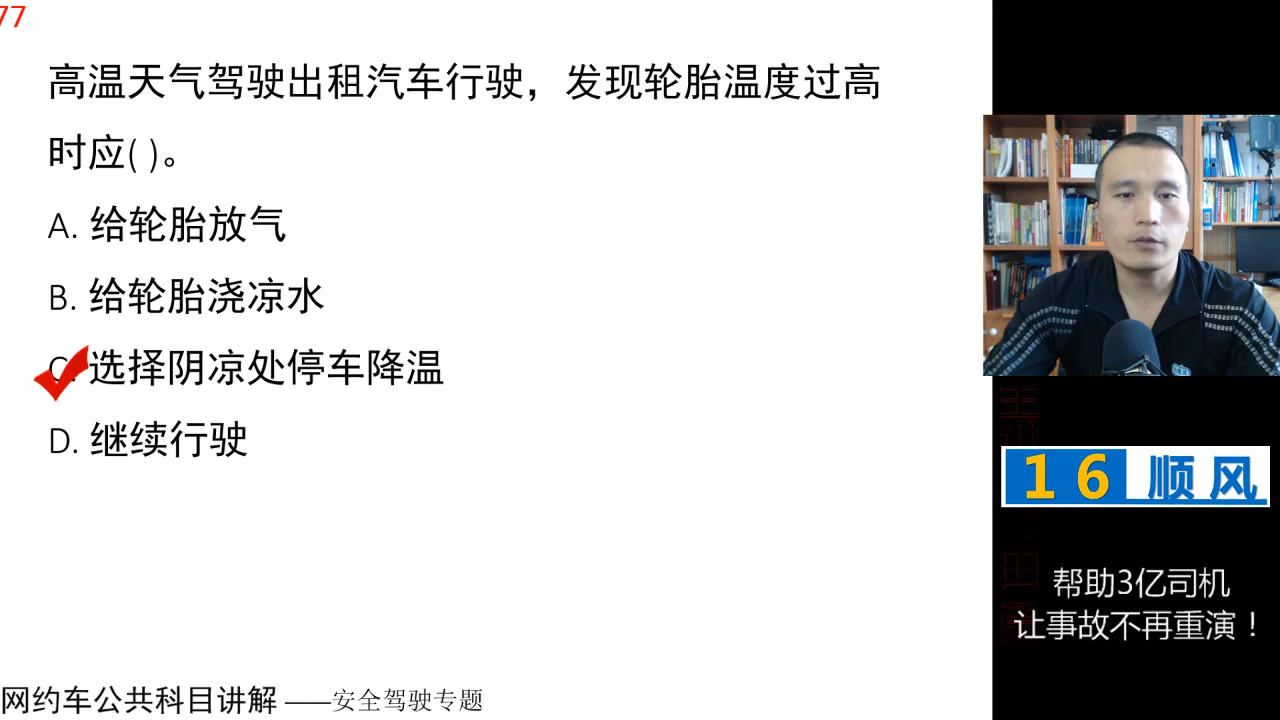 77
高温天气驾驶出租汽车行驶，发现轮胎温度过高
时应( )。
A. 给轮胎放气
B. 给轮胎浇凉水
C. 选择阴凉处停车降温
D. 继续行驶
16顺风
帮助3亿司机
让事故不再重演！
网约车公共科目讲解 ——安全驾驶专题